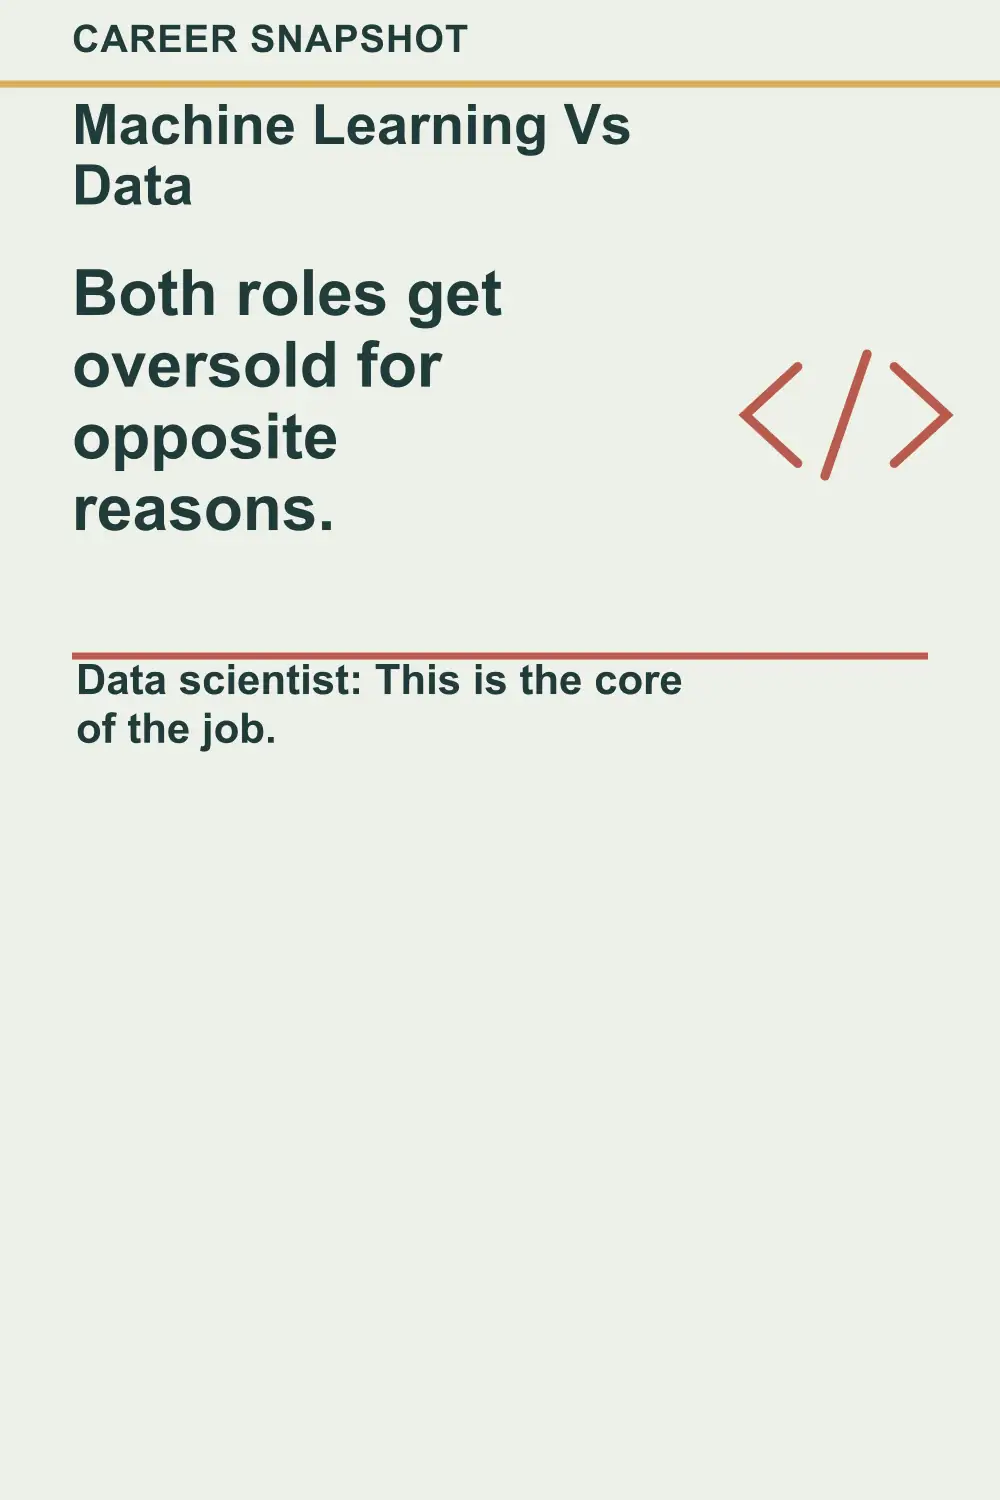 CAREER SNAPSHOT
Machine Learning Vs
Data
Both roles get
oversold for
opposite
reasons.
</>
Data scientist: This is the core
of the job.